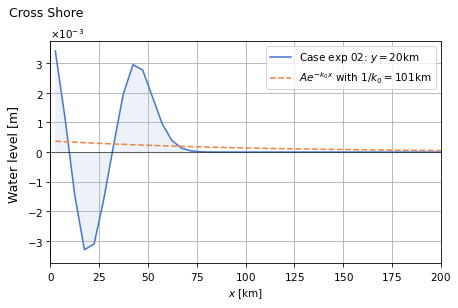 Cross Shore
×10⁻³
Case exp 02: y = 20km
Ae^{-k₀x} with 1/k₀ = 101km
Water level [m]
3
2
1
0
−1
−2
−3
0 25 50 75 100 125 150 175 200
x [km]